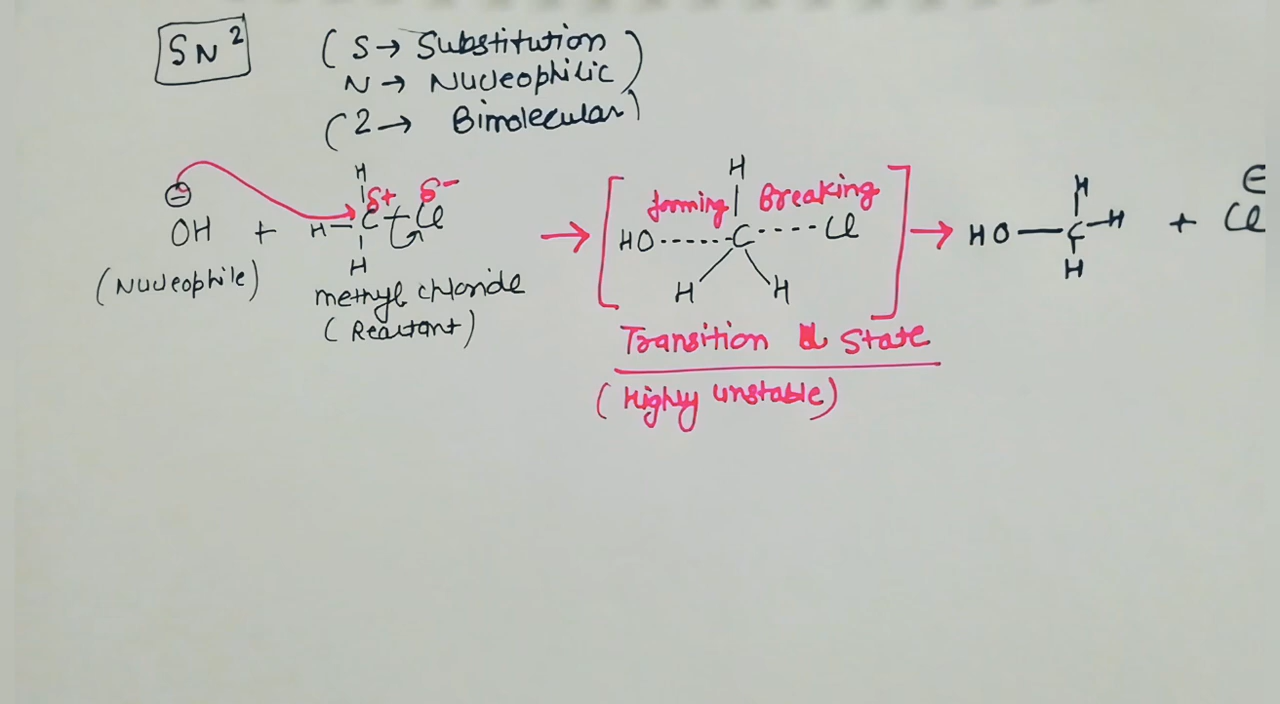 SN²
(S→ Substitution)
N→ Nucleophilic
(2→ Bimolecular)
H
δ+ δ-
⊖
OH + H-C-Cl
H
(Nucleophile)
methyl chloride
(Reactant)
→
H
forming Breaking
HO------C----Cl
H H
Transition State
(Highly unstable)
→
H
HO-C-H + Cl
H